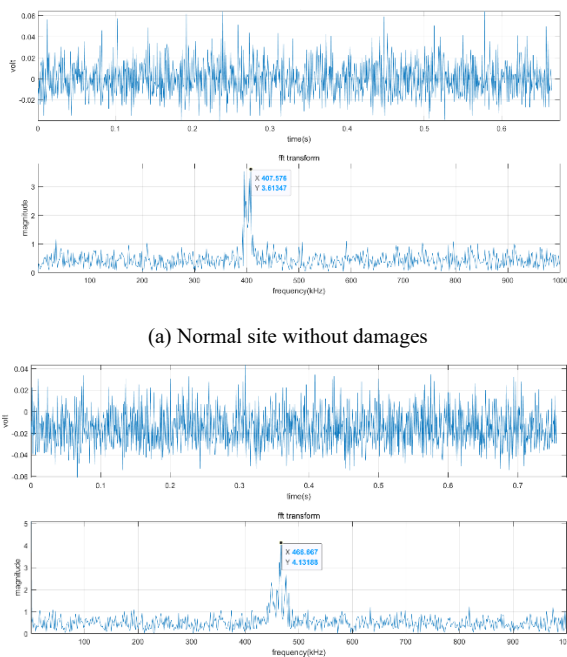 0.06
0.04
0.02
0
-0.02
volt
0 0.1 0.2 0.3 0.4 0.5 0.6
time(s)
fft transform
X 407.576
Y 3.61347
3
2
1
0
magnitude
100 200 300 400 500 600 700 800 900 1000
frequency(kHz)
(a) Normal site without damages
0.04
0.02
0
-0.02
-0.04
-0.06
volt
0 0.1 0.2 0.3 0.4 0.5 0.6 0.7
time(s)
fft transform
X 466.667
Y 4.13188
5
4
3
2
1
0
magnitude
100 200 300 400 500 600 700 800 900
frequency(kHz)